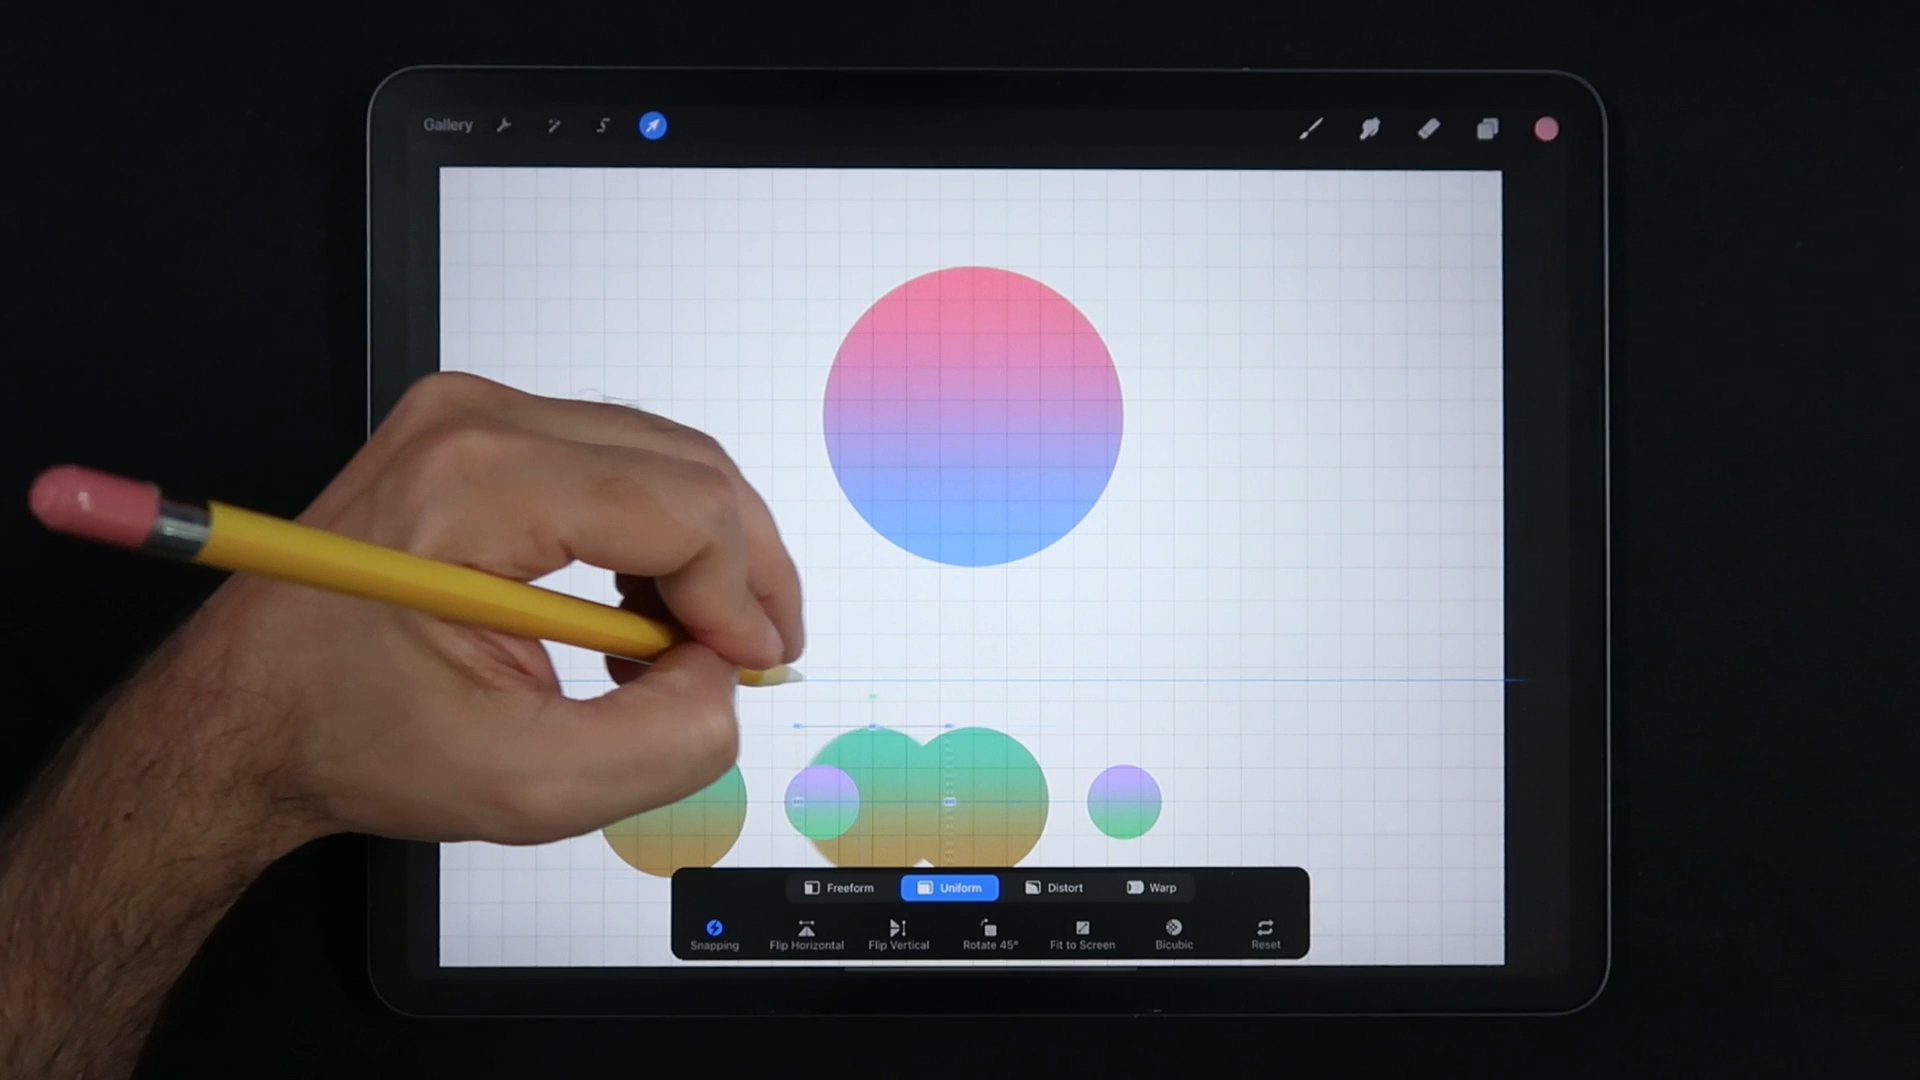 Gallery
Freeform Uniform Distort Warp
Snapping Flip Horizontal Flip Vertical Rotate 45° Fit to Screen Bicubic Reset